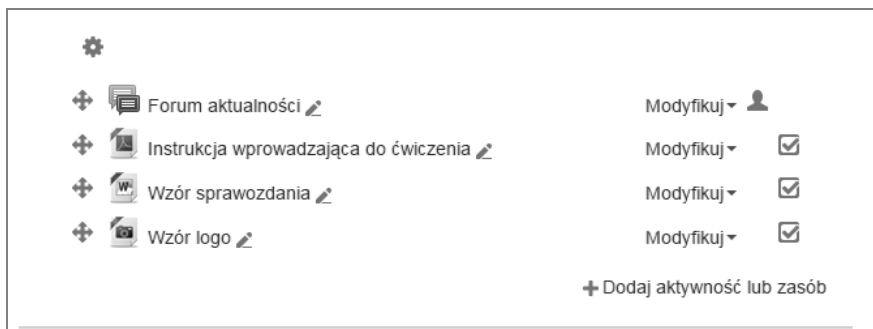 Forum aktualności Modyfikuj
Instrukcja wprowadzająca do ćwiczenia Modyfikuj
Wzór sprawozdania Modyfikuj
Wzór logo Modyfikuj
Dodaj aktywność lub zasób